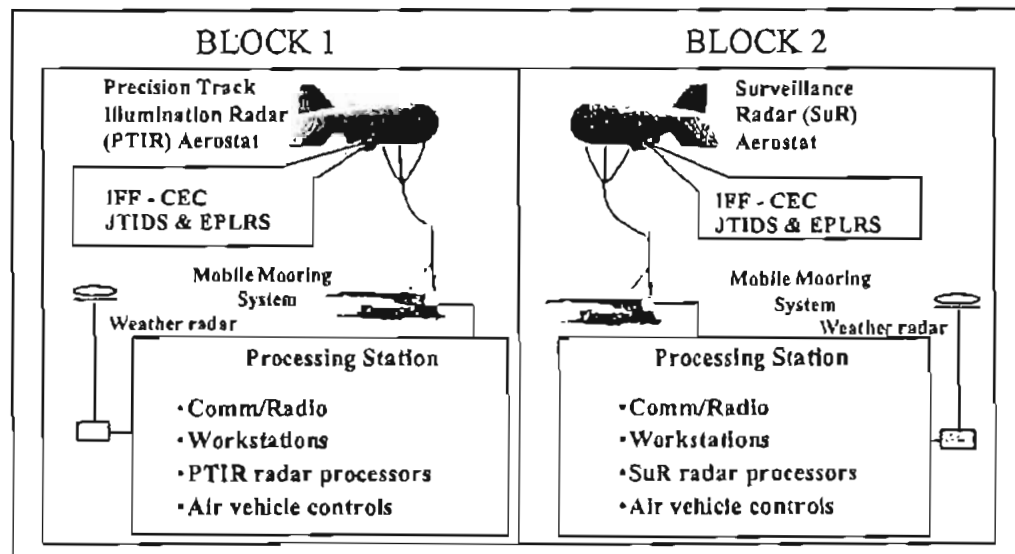 BLOCK 1
Precision Track
Illumination Radar
(PTIR) Aerostat
IFF - CEC
JTIDS & EPLRS
Mobile Mooring
System
Weather radar
Processing Station
•Comm/Radio
•Workstations
•PTIR radar processors
•Air vehicle controls
BLOCK 2
Surveillance
Radar (SuR)
Aerostat
IFF - CEC
JTIDS & EPLRS
Mobile Mooring
System
Weather radar
Processing Station
•Comm/Radio
•Workstations
•SuR radar processors
•Air vehicle controls